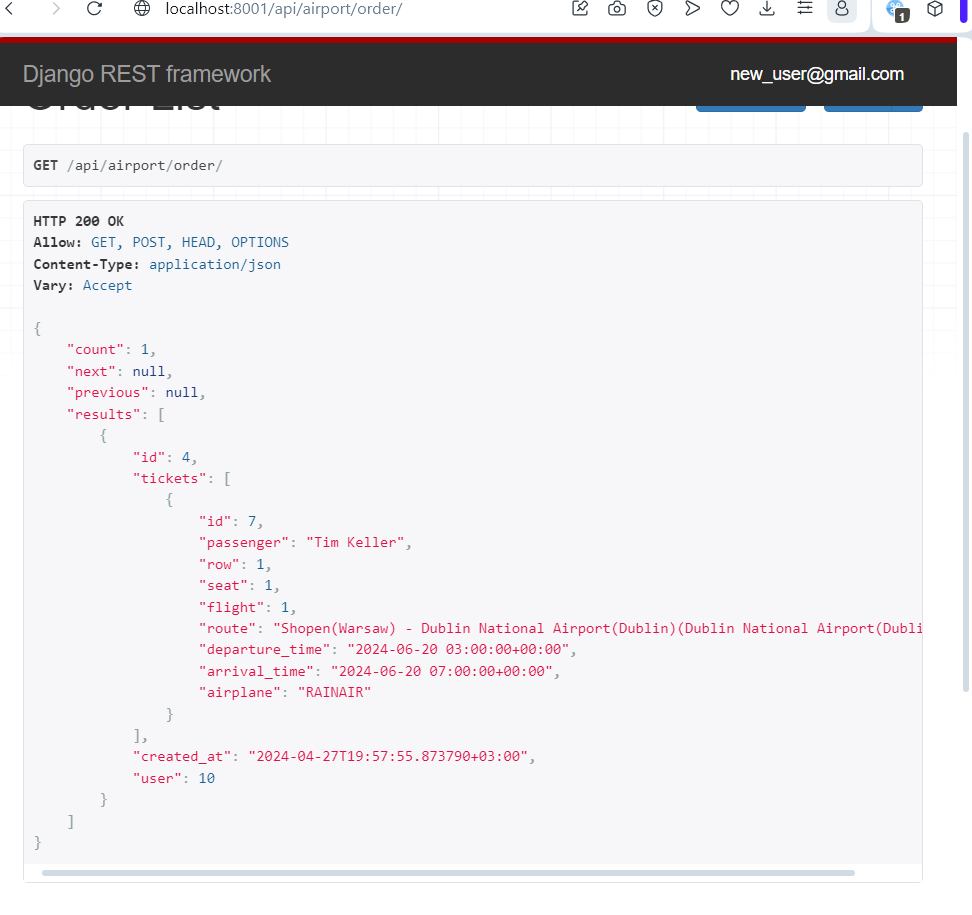 localhost:8001/api/airport/order/
1
Django REST framework
new_user@gmail.com
Order List
GET /api/airport/order/
HTTP 200 OK
Allow: GET, POST, HEAD, OPTIONS
Content-Type: application/json
Vary: Accept
{
"count": 1,
"next": null,
"previous": null,
"results": [
{
"id": 4,
"tickets": [
{
"id": 7,
"passenger": "Tim Keller",
"row": 1,
"seat": 1,
"flight": 1,
"route": "Shopen(Warsaw) - Dublin National Airport(Dublin)(Dublin National Airport(Dubli
"departure_time": "2024-06-20 03:00:00+00:00",
"arrival_time": "2024-06-20 07:00:00+00:00",
"airplane": "RAINAIR"
}
],
"created_at": "2024-04-27T19:57:55.873790+03:00",
"user": 10
}
]
}